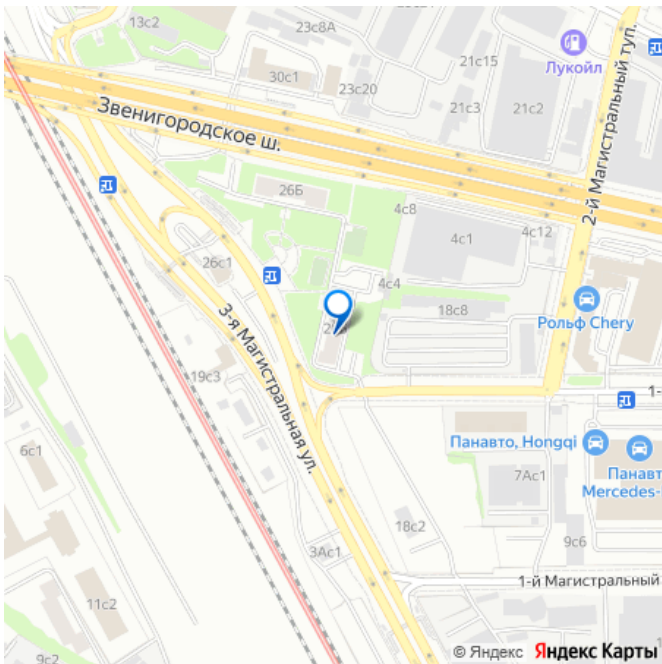 13с2
23с8А
Лукойл
30с1
23с20
21с15
21с3
21с2
Звенигородское ш.
2-й Магистральный туп.
26Б
4с8
4с1
4с12
26с1
4с4
18с8
Рольф Chery
3-я Магистральная ул.
19с3
1-
Панавто, Hongqi
Панавт
Mercedes-
6с1
7Ас1
18с2
9с6
3Ас1
1-й Магистральный
11с2
9с2
© Яндекс Яндекс Карты